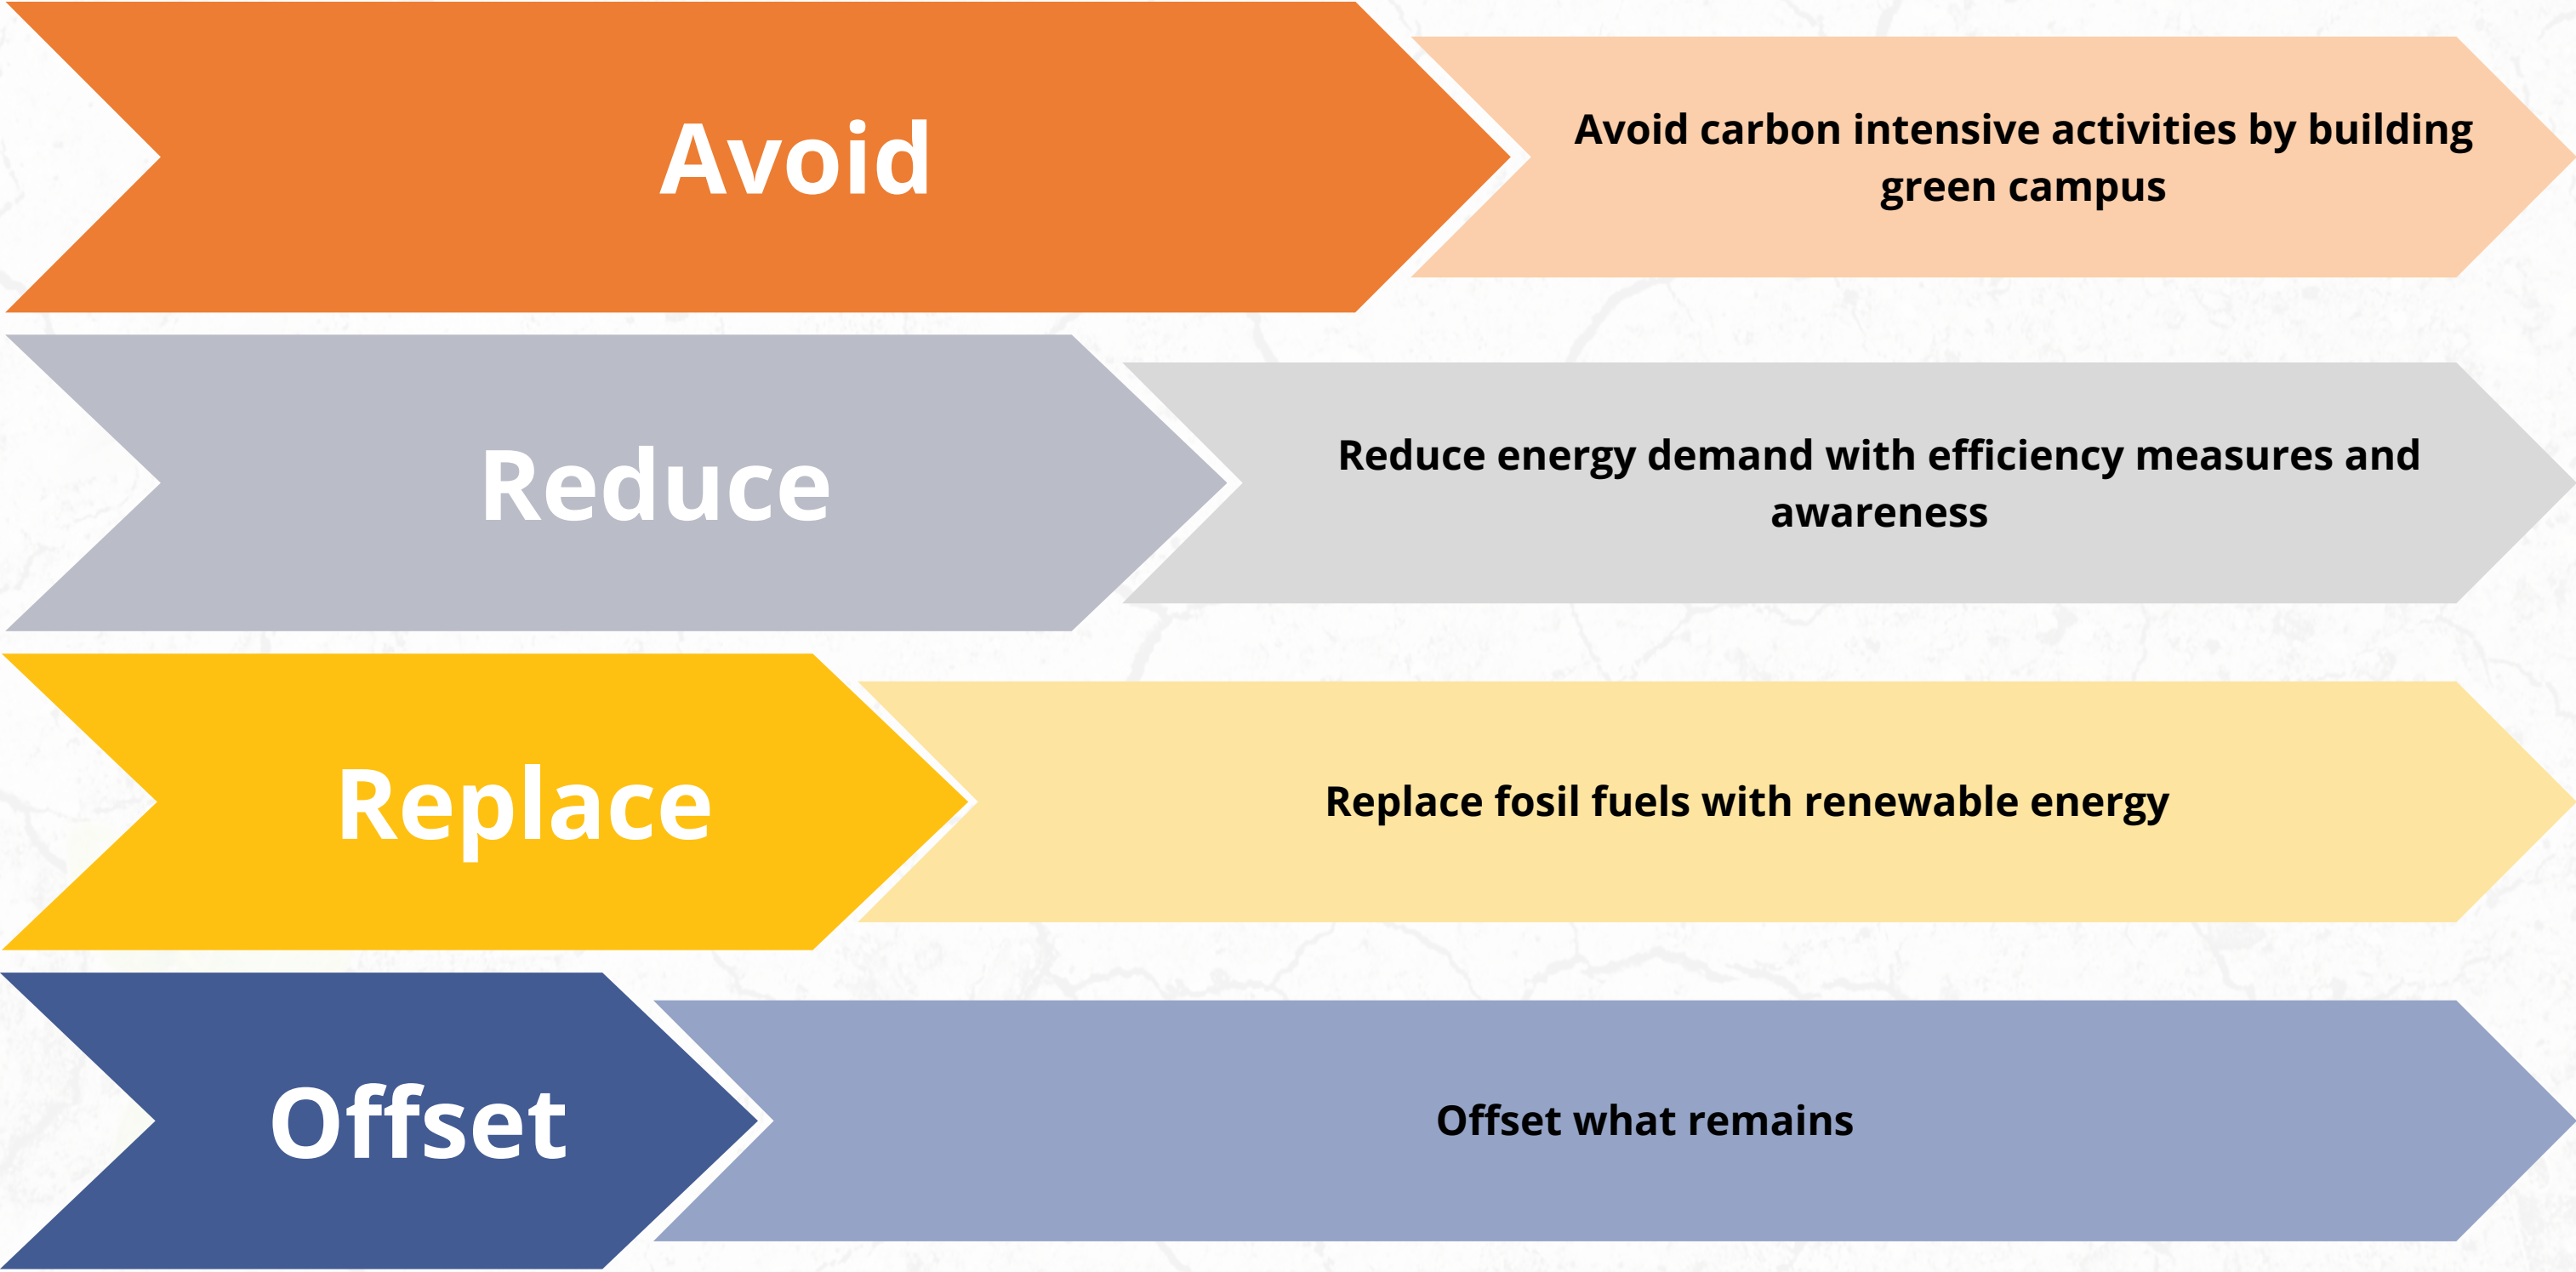 Avoid
Avoid carbon intensive activities by building
green campus
Reduce
Reduce energy demand with efficiency measures and
awareness
Replace
Replace fosil fuels with renewable energy
Offset
Offset what remains